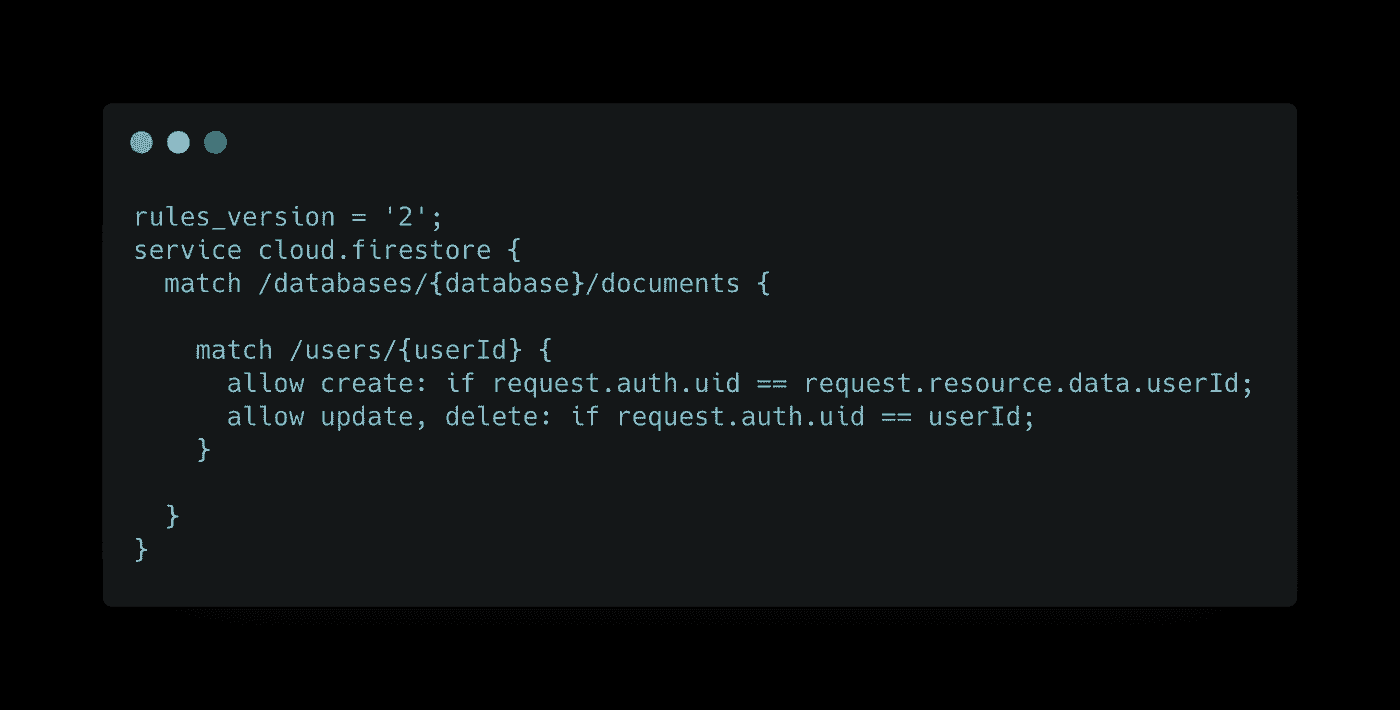 rules_version = '2';
service cloud.firestore {
  match /databases/{database}/documents {
    match /users/{userId} {
      allow create: if request.auth.uid == request.resource.data.userId;
      allow update, delete: if request.auth.uid == userId;
    }
  }
}